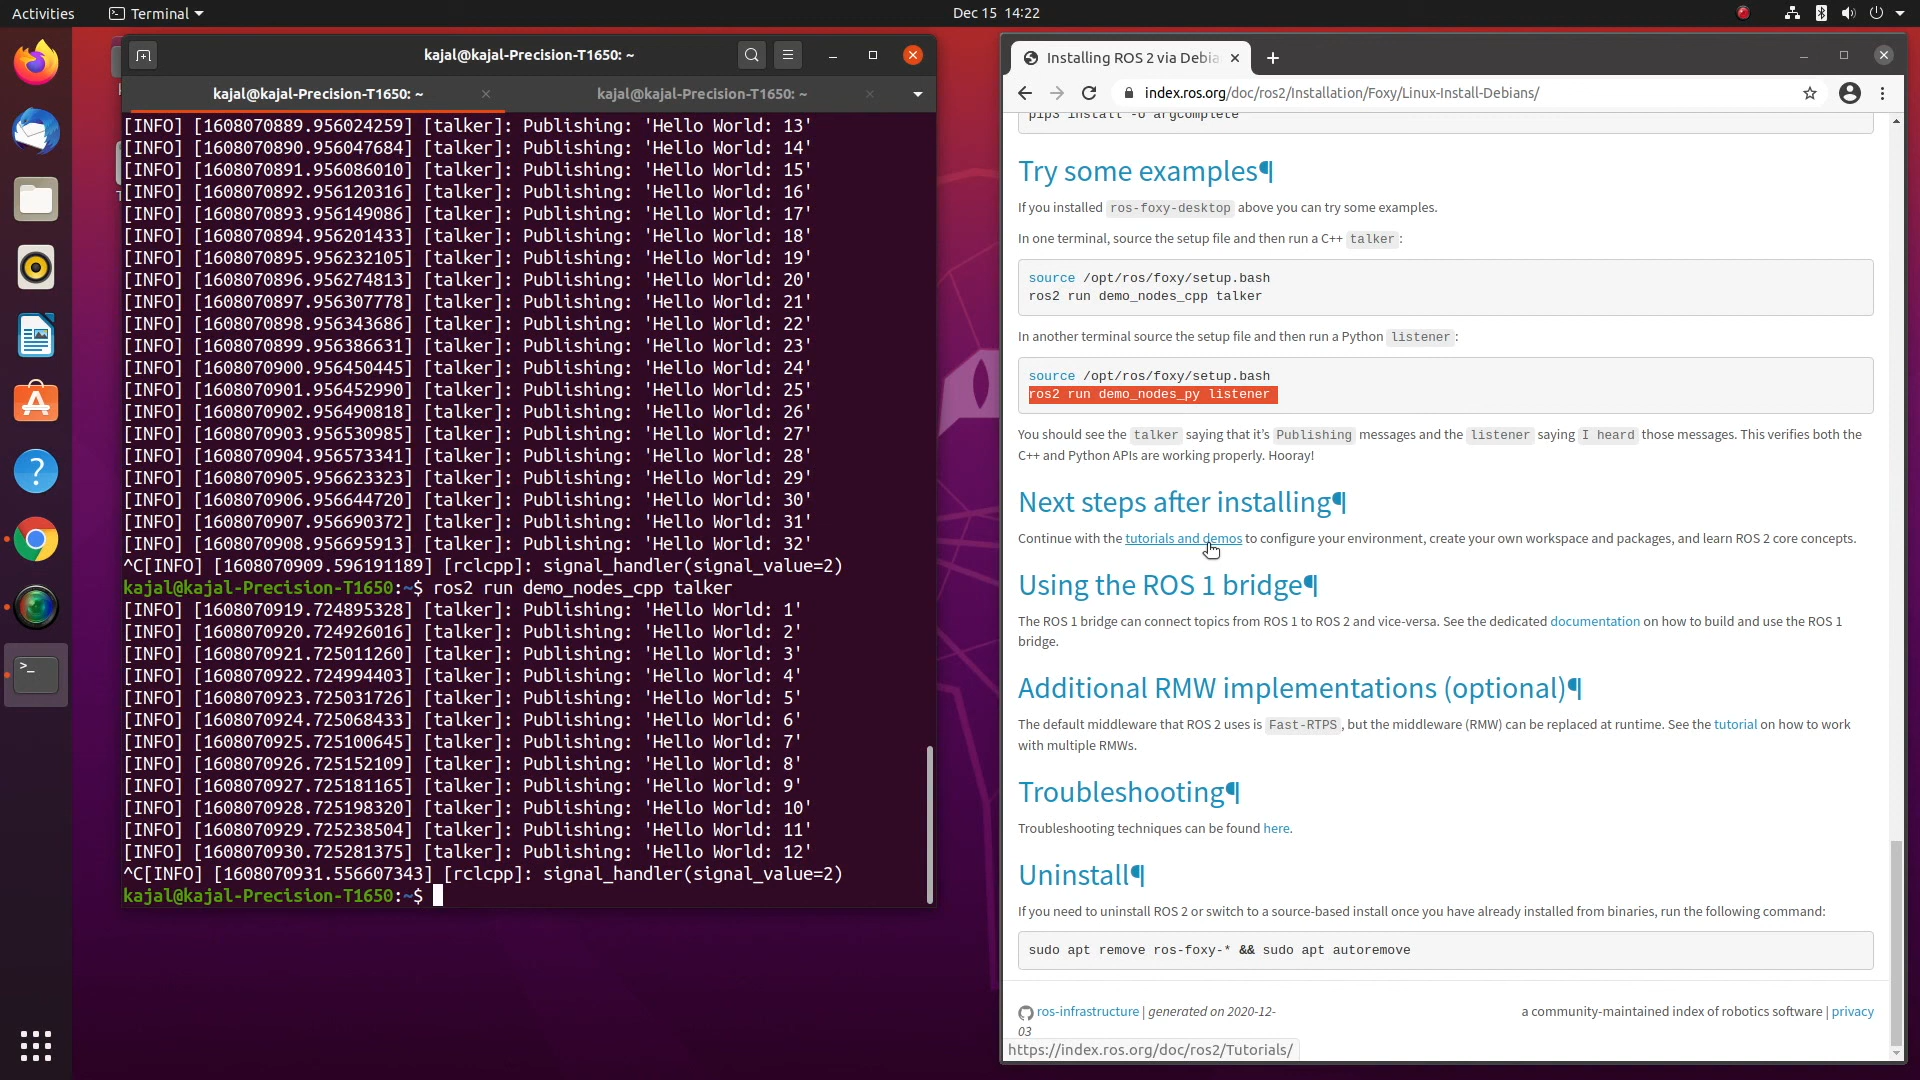 Activities
Terminal
Dec 15 14:22
kajal@kajal-Precision-T1650: ~
kajal@kajal-Precision-T1650: ~
kajal@kajal-Precision-T1650: ~
[INFO] [1608070889.956024259] [talker]: Publishing: 'Hello World: 13'
[INFO] [1608070890.956047684] [talker]: Publishing: 'Hello World: 14'
[INFO] [1608070891.956086010] [talker]: Publishing: 'Hello World: 15'
[INFO] [1608070892.956120316] [talker]: Publishing: 'Hello World: 16'
[INFO] [1608070893.956149086] [talker]: Publishing: 'Hello World: 17'
[INFO] [1608070894.956201433] [talker]: Publishing: 'Hello World: 18'
[INFO] [1608070895.956232105] [talker]: Publishing: 'Hello World: 19'
[INFO] [1608070896.956274813] [talker]: Publishing: 'Hello World: 20'
[INFO] [1608070897.956307778] [talker]: Publishing: 'Hello World: 21'
[INFO] [1608070898.956343686] [talker]: Publishing: 'Hello World: 22'
[INFO] [1608070899.956386631] [talker]: Publishing: 'Hello World: 23'
[INFO] [1608070900.956450445] [talker]: Publishing: 'Hello World: 24'
[INFO] [1608070901.956452990] [talker]: Publishing: 'Hello World: 25'
[INFO] [1608070902.956490818] [talker]: Publishing: 'Hello World: 26'
[INFO] [1608070903.956530985] [talker]: Publishing: 'Hello World: 27'
[INFO] [1608070904.956573341] [talker]: Publishing: 'Hello World: 28'
[INFO] [1608070905.956623323] [talker]: Publishing: 'Hello World: 29'
[INFO] [1608070906.956644720] [talker]: Publishing: 'Hello World: 30'
[INFO] [1608070907.956690372] [talker]: Publishing: 'Hello World: 31'
[INFO] [1608070908.956695913] [talker]: Publishing: 'Hello World: 32'
^C[INFO] [1608070909.596191189] [rclcpp]: signal_handler(signal_value=2)
kajal@kajal-Precision-T1650:~$ ros2 run demo_nodes_cpp talker
[INFO] [1608070919.724895328] [talker]: Publishing: 'Hello World: 1'
[INFO] [1608070920.724926016] [talker]: Publishing: 'Hello World: 2'
[INFO] [1608070921.725011260] [talker]: Publishing: 'Hello World: 3'
[INFO] [1608070922.724994403] [talker]: Publishing: 'Hello World: 4'
[INFO] [1608070923.725031726] [talker]: Publishing: 'Hello World: 5'
[INFO] [1608070924.725068433] [talker]: Publishing: 'Hello World: 6'
[INFO] [1608070925.725100645] [talker]: Publishing: 'Hello World: 7'
[INFO] [1608070926.725152109] [talker]: Publishing: 'Hello World: 8'
[INFO] [1608070927.725181165] [talker]: Publishing: 'Hello World: 9'
[INFO] [1608070928.725198320] [talker]: Publishing: 'Hello World: 10'
[INFO] [1608070929.725238504] [talker]: Publishing: 'Hello World: 11'
[INFO] [1608070930.725281375] [talker]: Publishing: 'Hello World: 12'
^C[INFO] [1608070931.556607343] [rclcpp]: signal_handler(signal_value=2)
kajal@kajal-Precision-T1650:~$
Installing ROS 2 via Debia
index.ros.org/doc/ros2/Installation/Foxy/Linux-Install-Debians/
pip3 install -U argcomplete
Try some examples¶
If you installed ros-foxy-desktop above you can try some examples.
In one terminal, source the setup file and then run a C++ talker:
source /opt/ros/foxy/setup.bash
ros2 run demo_nodes_cpp talker
In another terminal source the setup file and then run a Python listener:
source /opt/ros/foxy/setup.bash
ros2 run demo_nodes_py listener
You should see the talker saying that it's Publishing messages and the listener saying I heard those messages. This verifies both the
C++ and Python APIs are working properly. Hooray!
Next steps after installing¶
Continue with the tutorials and demos to configure your environment, create your own workspace and packages, and learn ROS 2 core concepts.
Using the ROS 1 bridge¶
The ROS 1 bridge can connect topics from ROS 1 to ROS 2 and vice-versa. See the dedicated documentation on how to build and use the ROS 1
bridge.
Additional RMW implementations (optional)¶
The default middleware that ROS 2 uses is Fast-RTPS, but the middleware (RMW) can be replaced at runtime. See the tutorial on how to work
with multiple RMWs.
Troubleshooting¶
Troubleshooting techniques can be found here.
Uninstall¶
If you need to uninstall ROS 2 or switch to a source-based install once you have already installed from binaries, run the following command:
sudo apt remove ros-foxy-* && sudo apt autoremove
ros-infrastructure | generated on 2020-12-
03
a community-maintained index of robotics software | privacy
https://index.ros.org/doc/ros2/Tutorials/